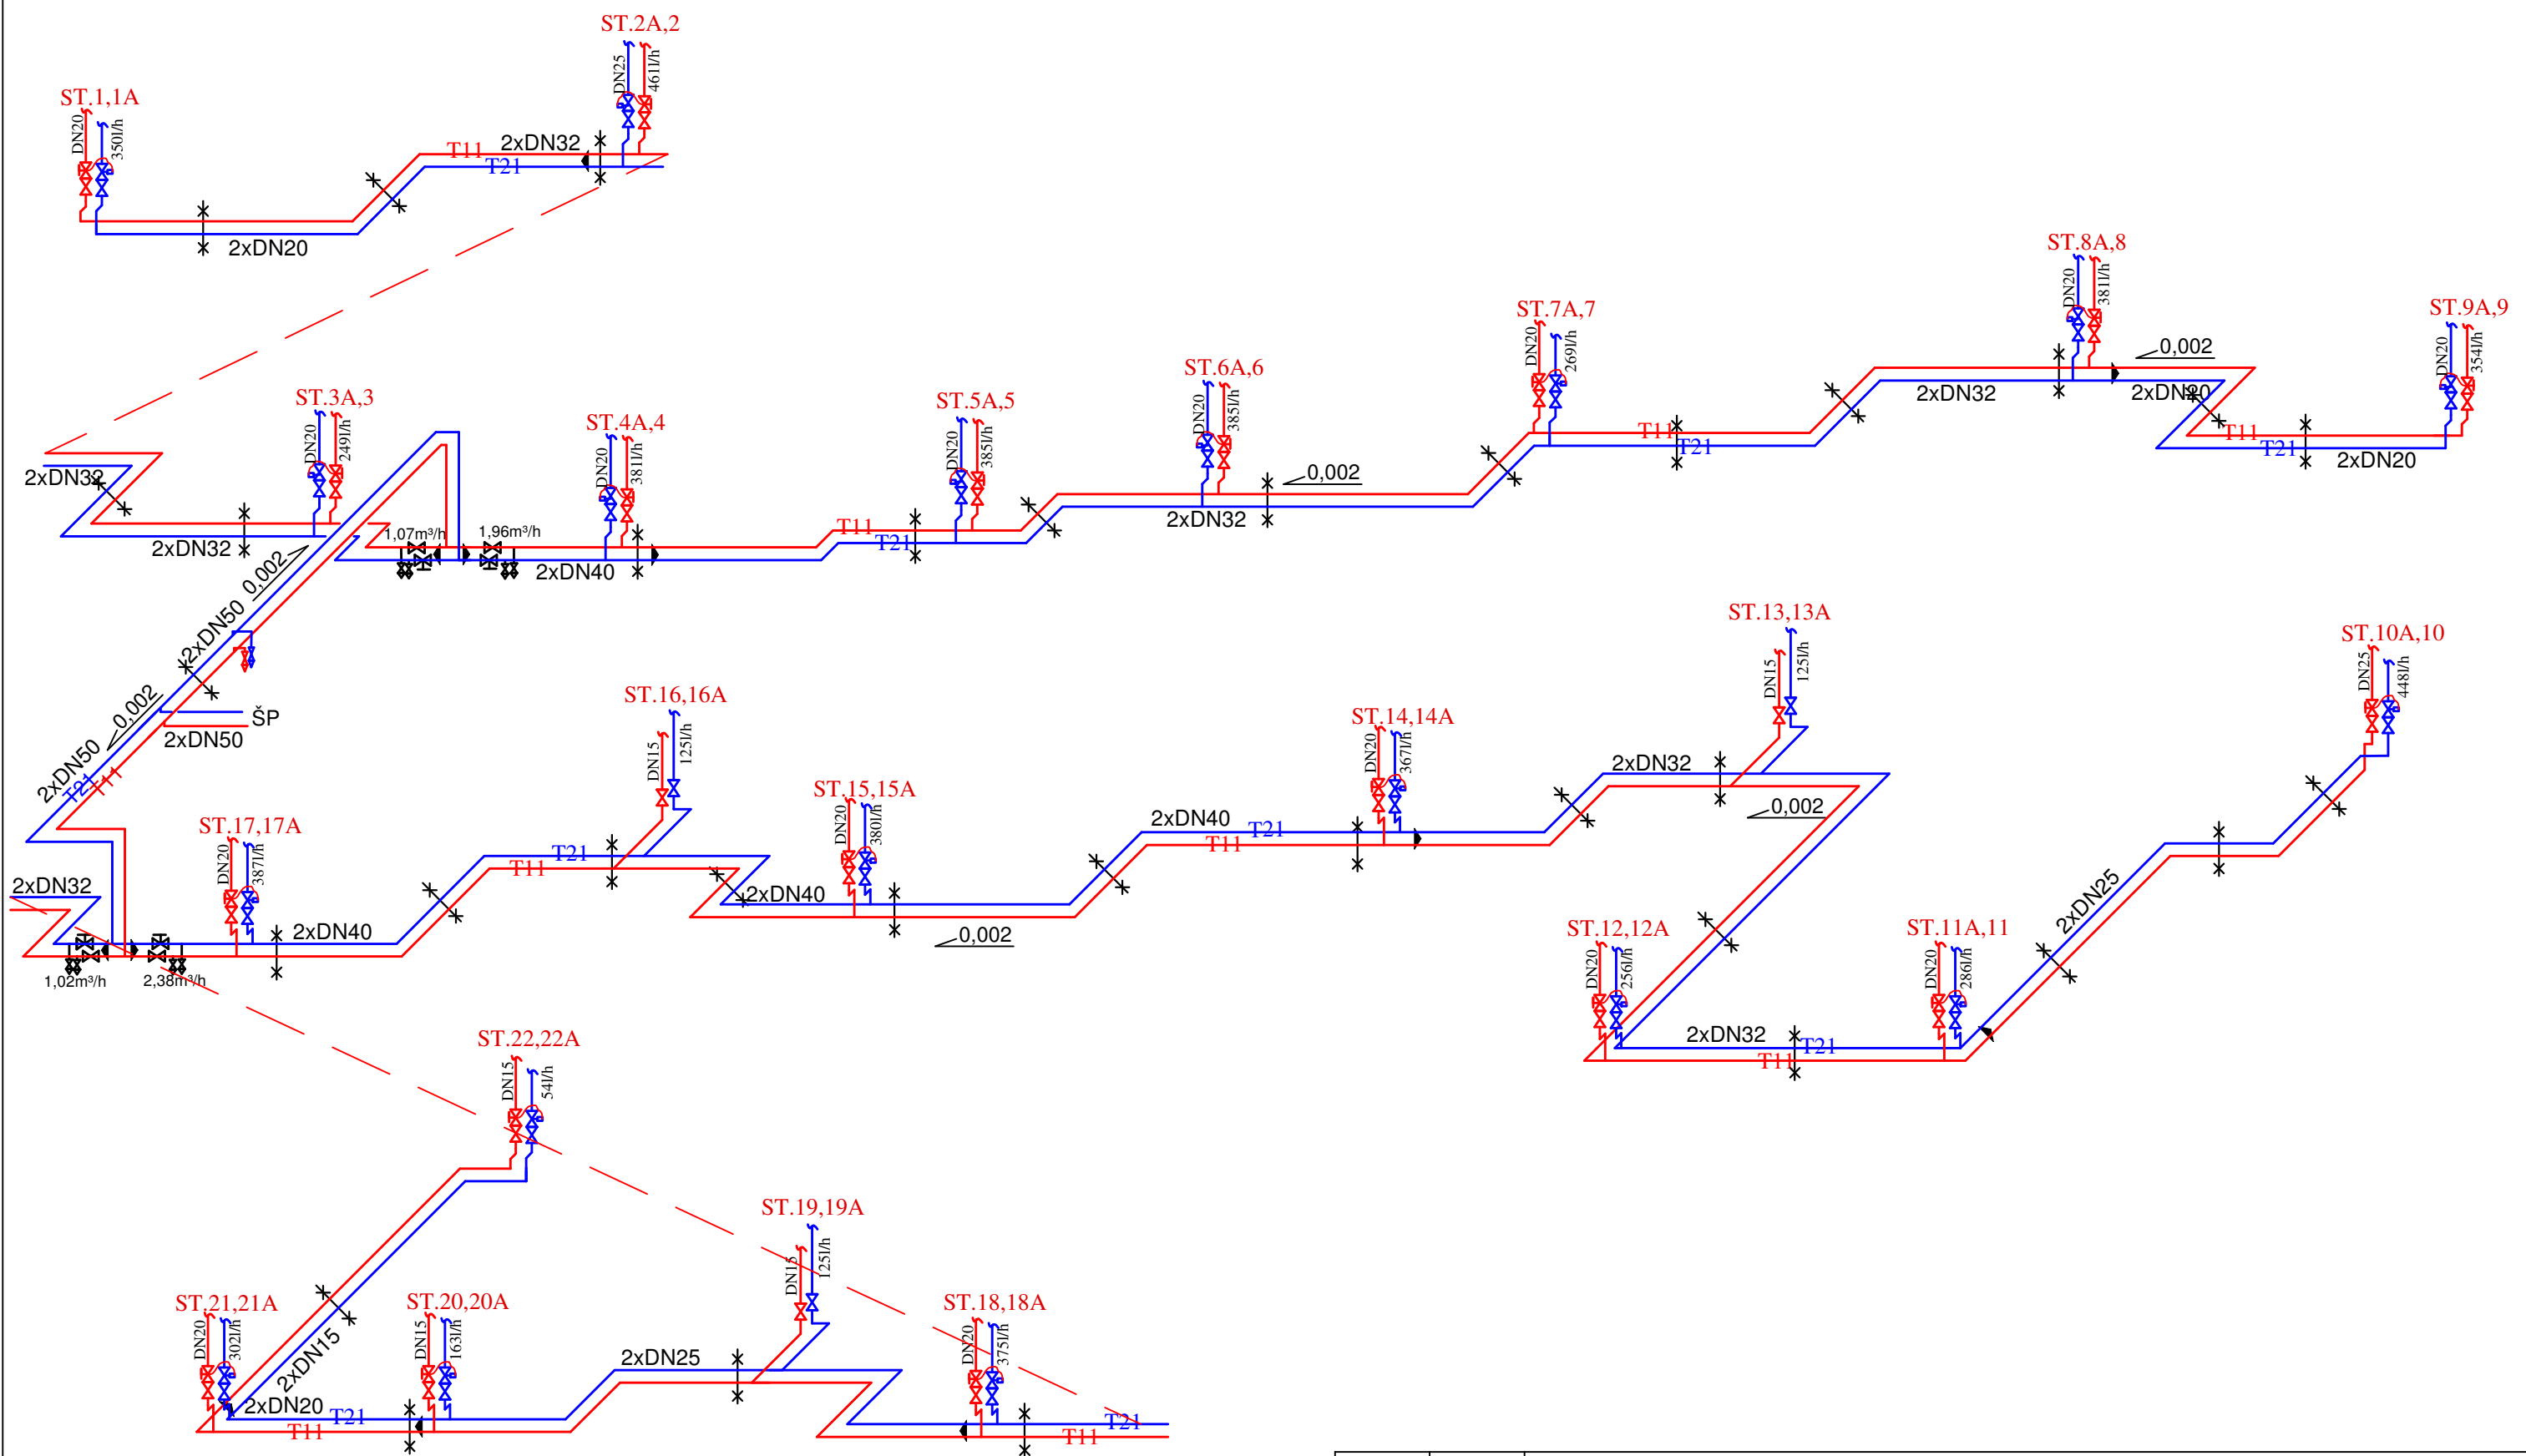 ST.2A,2
DN25
461l/h
ST.1,1A
DN20
350l/h
T11
2xDN32
T21
2xDN20
ST.8A,8
DN20
381l/h
0,002
2xDN32
2xDN20
ST.9A,9
DN20
354l/h
T11
T21
2xDN20
ST.7A,7
DN20
269l/h
T11
T21
ST.6A,6
DN20
385l/h
0,002
2xDN32
ST.5A,5
DN20
385l/h
T11
T21
ST.4A,4
DN20
381l/h
ST.3A,3
DN20
249l/h
2xDN32
2xDN32
1,07m³/h
1,96m³/h
2xDN40
0,002
2xDN50
0,002
ŠP
2xDN50
2xDN50
T21
T11
ST.13,13A
DN15
125l/h
ST.10A,10
DN25
448l/h
ST.16,16A
DN15
125l/h
ST.14,14A
DN20
367l/h
2xDN32
0,002
ST.15,15A
DN20
380l/h
2xDN40
T21
T11
ST.17,17A
DN20
387l/h
T21
T11
2xDN32
2xDN40
2xDN40
0,002
1,02m³/h
2,38m³/h
2xDN25
ST.12,12A
DN20
256l/h
ST.11A,11
DN20
286l/h
2xDN32
T21
T11
ST.22,22A
DN15
54l/h
ST.19,19A
DN15
125l/h
ST.21,21A
DN20
302l/h
ST.20,20A
DN15
163l/h
ST.18,18A
DN20
375l/h
2xDN15
2xDN25
2xDN20
T21
T11
T21
T11